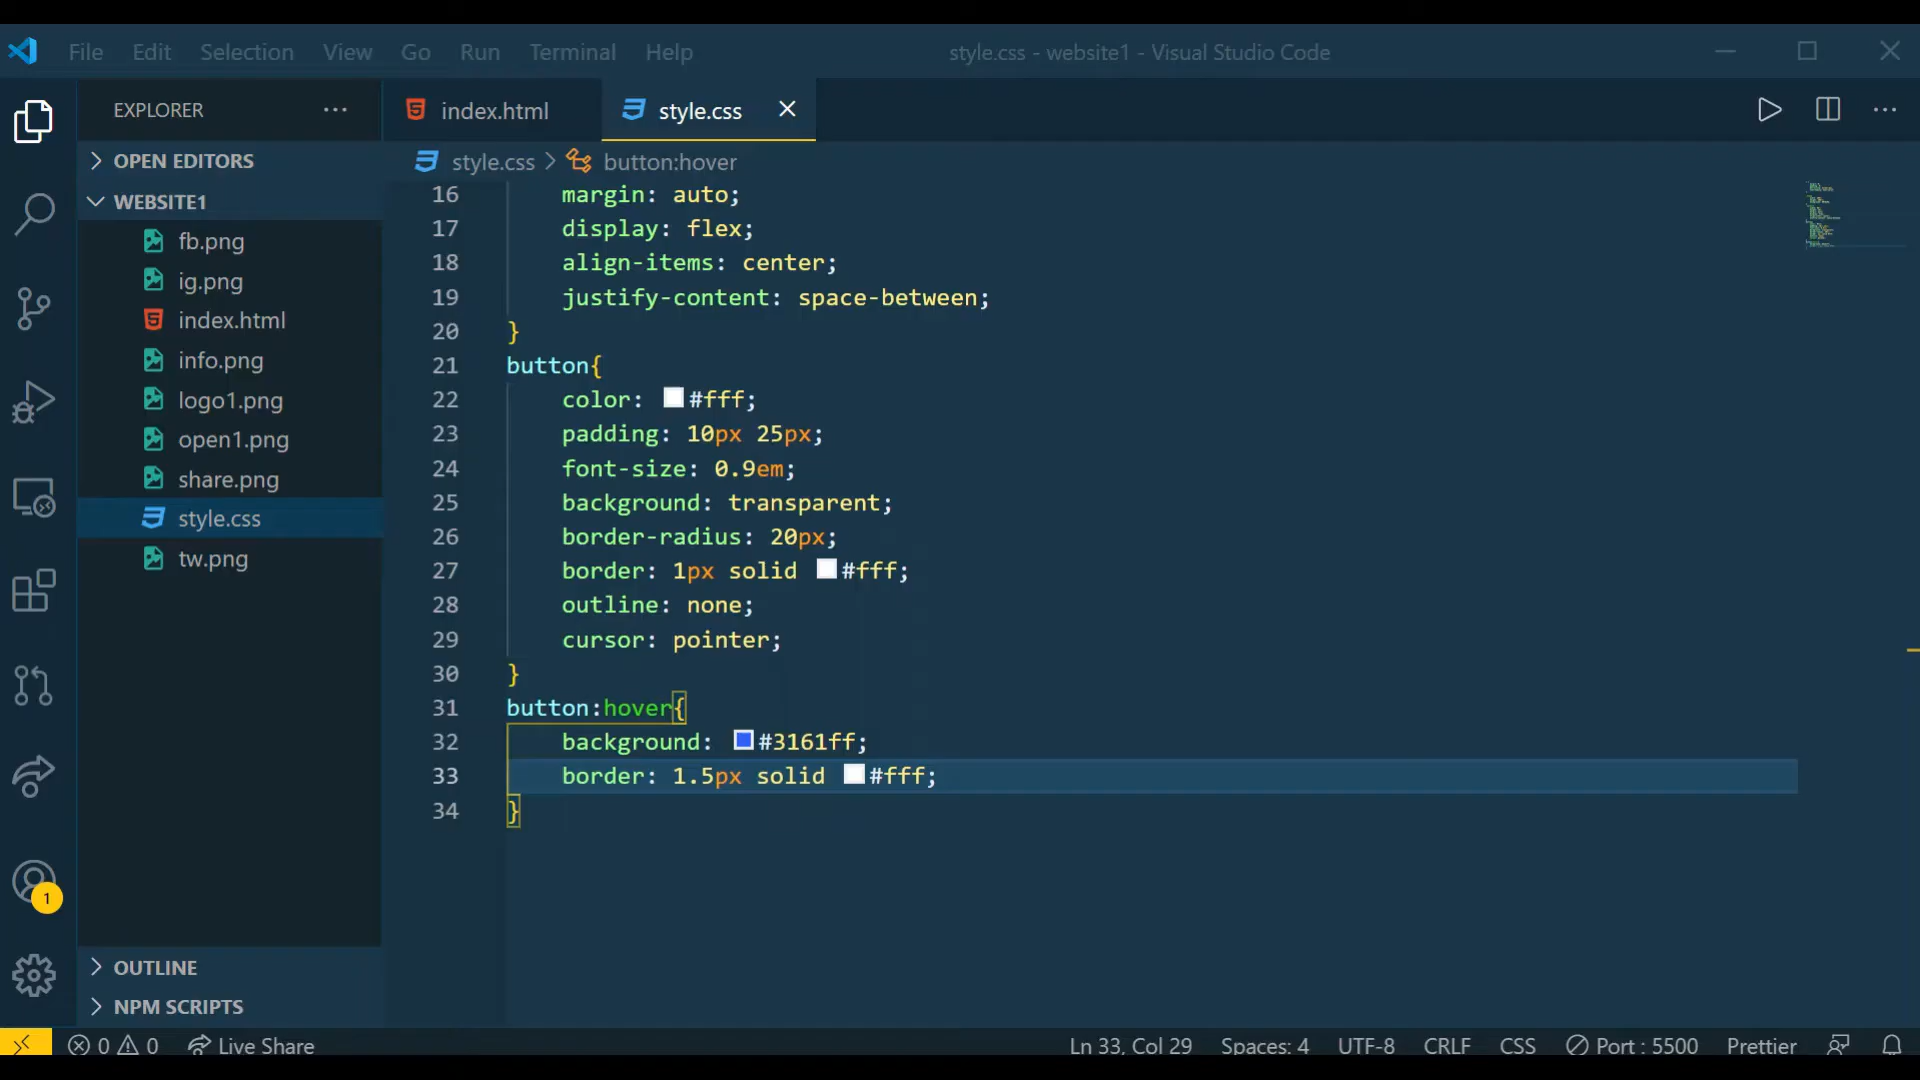 File Edit Selection View Go Run Terminal Help style.css - website1 - Visual Studio Code
EXPLORER
index.html
style.css
OPEN EDITORS
style.css > button:hover
WEBSITE1
fb.png
ig.png
index.html
info.png
logo1.png
open1.png
share.png
style.css
tw.png
16 margin: auto;
17 display: flex;
18 align-items: center;
19 justify-content: space-between;
20 }
21 button{
22 color: #fff;
23 padding: 10px 25px;
24 font-size: 0.9em;
25 background: transparent;
26 border-radius: 20px;
27 border: 1px solid #fff;
28 outline: none;
29 cursor: pointer;
30 }
31 button:hover{
32 background: #3161ff;
33 border: 1.5px solid #fff;
34 }
1
OUTLINE
NPM SCRIPTS
0 0 Live Share Ln 33, Col 29 Spaces: 4 UTF-8 CRLF CSS Port : 5500 Prettier